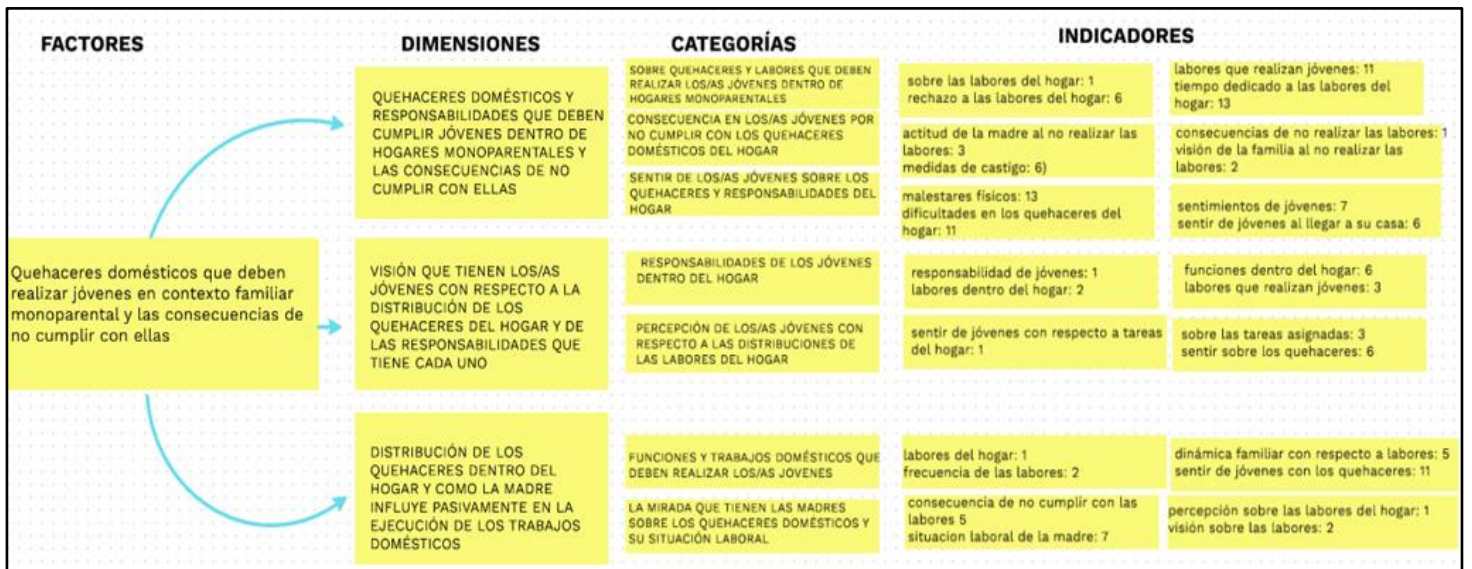 FACTORES
DIMENSIONES
CATEGORÍAS
INDICADORES
Quehaceres domésticos que deben
realizar jóvenes en contexto familiar
monoparental y las consecuencias de
no cumplir con ellas
QUEHACERES DOMÉSTICOS Y
RESPONSABILIDADES QUE DEBEN
CUMPLIR JÓVENES DENTRO DE
HOGARES MONOPARENTALES Y
LAS CONSECUENCIAS DE NO
CUMPLIR CON ELLAS
SOBRE QUEHACERES Y LABORES QUE DEBEN
REALIZAR LOS/AS JÓVENES DENTRO DE
HOGARES MONOPARENTALES
sobre las labores del hogar: 1
rechazo a las labores del hogar: 6
labores que realizan jóvenes: 11
tiempo dedicado a las labores del
hogar: 13
CONSECUENCIA EN LOS/AS JÓVENES POR
NO CUMPLIR CON LOS QUEHACERES
DOMÉSTICOS DEL HOGAR
actitud de la madre al no realizar las
labores: 3
medidas de castigo: 6)
consecuencias de no realizar las labores: 1
visión de la familia al no realizar las
labores: 2
SENTIR DE LOS/AS JÓVENES SOBRE LOS
QUEHACERES Y RESPONSABILIDADES DEL
HOGAR
malestares físicos: 13
dificultades en los quehaceres del
hogar: 11
sentimientos de jóvenes: 7
sentir de jóvenes al llegar a su casa: 6
VISIÓN QUE TIENEN LOS/AS
JÓVENES CON RESPECTO A LA
DISTRIBUCIÓN DE LOS
QUEHACERES DEL HOGAR Y DE
LAS RESPONSABILIDADES QUE
TIENE CADA UNO
RESPONSABILIDADES DE LOS JÓVENES
DENTRO DEL HOGAR
responsabilidad de jóvenes: 1
labores dentro del hogar: 2
funciones dentro del hogar: 6
labores que realizan jóvenes: 3
PERCEPCIÓN DE LOS/AS JÓVENES CON
RESPECTO A LAS DISTRIBUCIONES DE
LAS LABORES DEL HOGAR
sentir de jóvenes con respecto a tareas
del hogar: 1
sobre las tareas asignadas: 3
sentir sobre los quehaceres: 6
DISTRIBUCIÓN DE LOS
QUEHACERES DENTRO DEL
HOGAR Y COMO LA MADRE
INFLUYE PASIVAMENTE EN LA
EJECUCIÓN DE LOS TRABAJOS
DOMÉSTICOS
FUNCIONES Y TRABAJOS DOMÉSTICOS QUE
DEBEN REALIZAR LOS/AS JOVENES
labores del hogar: 1
frecuencia de las labores: 2
dinámica familiar con respecto a labores: 5
sentir de jóvenes con los quehaceres: 11
LA MIRADA QUE TIENEN LAS MADRES
SOBRE LOS QUEHACERES DOMÉSTICOS Y
SU SITUACIÓN LABORAL
consecuencia de no cumplir con las
labores 5
situacion laboral de la madre: 7
percepción sobre las labores del hogar: 1
visión sobre las labores: 2